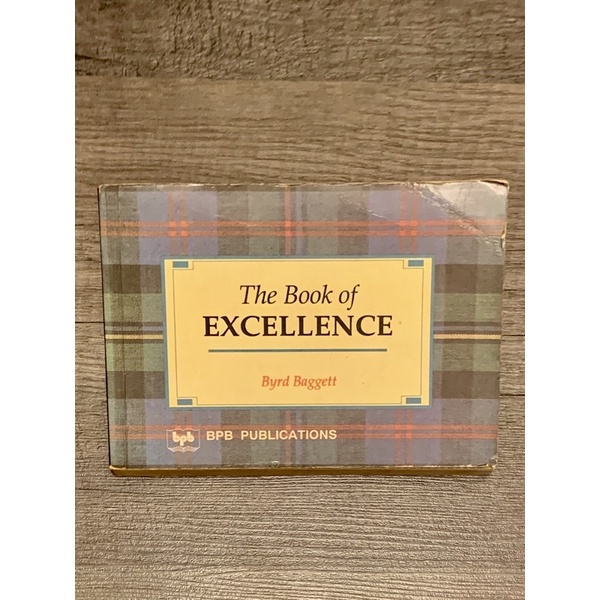 The Book of
EXCELLENCE
Byrd Baggett
bpb
BPB PUBLICATIONS